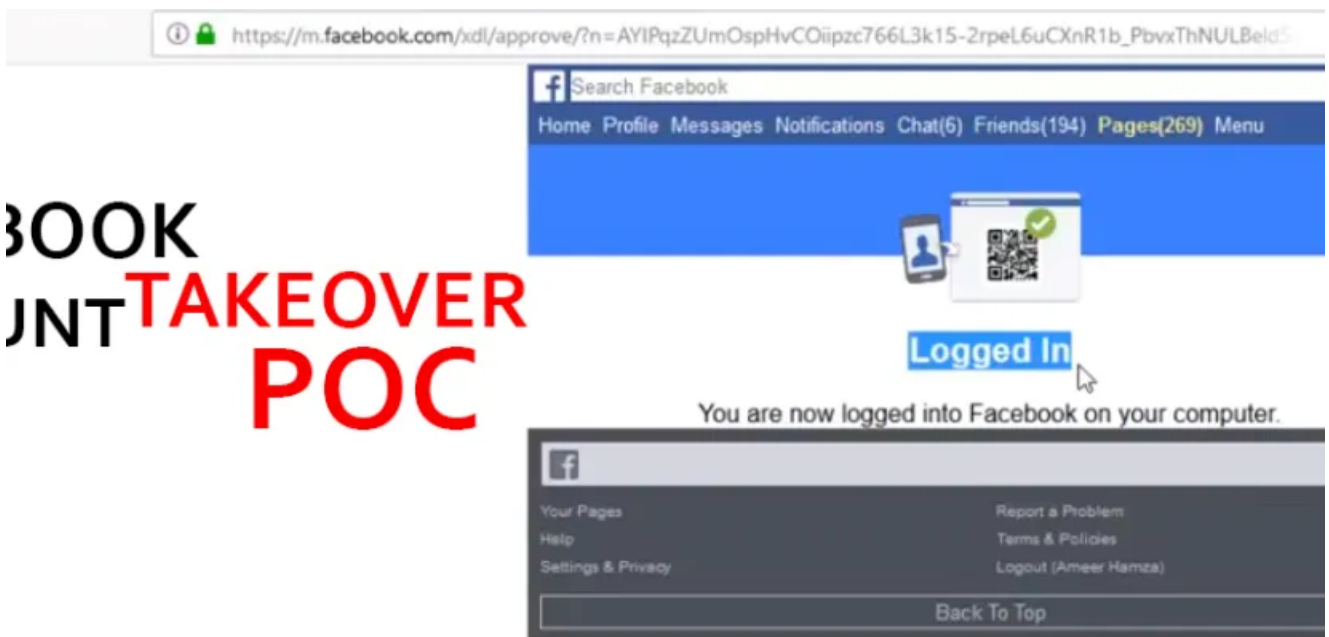 https://m.facebook.com/xdl/approve/?n=AYIPqzZUmOspHvCOiipzc766L3k15-2rpeL6uCXnR1b_PbvxThNULBeld
f Search Facebook
Home Profile Messages Notifications Chat(6) Friends(194) Pages(269) Menu
BOOK
UNT TAKEOVER
POC
Logged In
You are now logged into Facebook on your computer.
f
Your Pages
Report a Problem
Help
Terms & Policies
Settings & Privacy
Logout (Ameer Hamza)
Back To Top